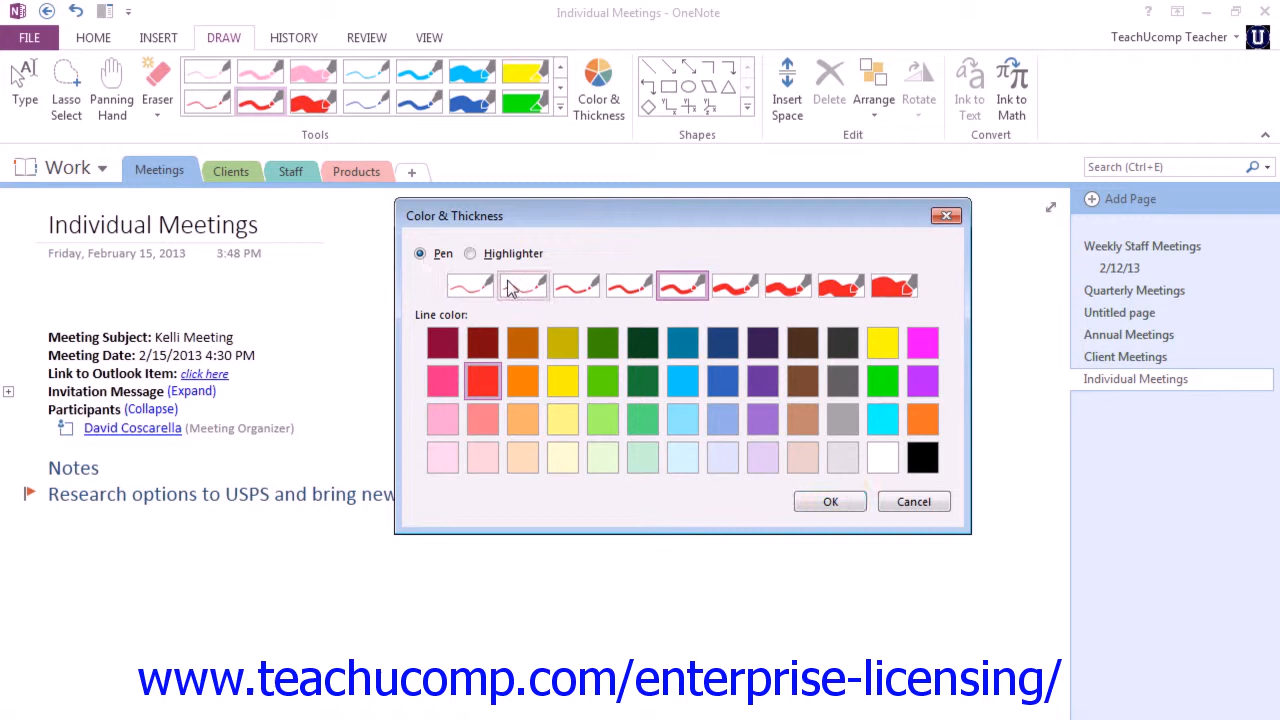 Individual Meetings - OneNote
FILE HOME INSERT DRAW HISTORY REVIEW VIEW
TeachUcomp Teacher
U
Type
Lasso Select
Panning Hand
Eraser
Color & Thickness
Insert Space
Delete
Arrange
Rotate
Ink to Text
Ink to Math
Tools
Shapes
Edit
Convert
Work
Meetings
Clients
Staff
Products
Search (Ctrl+E)
Individual Meetings
Friday, February 15, 2013 3:48 PM
Meeting Subject: Kelli Meeting
Meeting Date: 2/15/2013 4:30 PM
Link to Outlook Item: click here
Invitation Message (Expand)
Participants (Collapse)
David Coscarella (Meeting Organizer)
Notes
Research options to USPS and bring new
Color & Thickness
Pen
Highlighter
Line color:
OK
Cancel
Add Page
Weekly Staff Meetings
2/12/13
Quarterly Meetings
Untitled page
Annual Meetings
Client Meetings
Individual Meetings
www.teachucomp.com/enterprise-licensing/